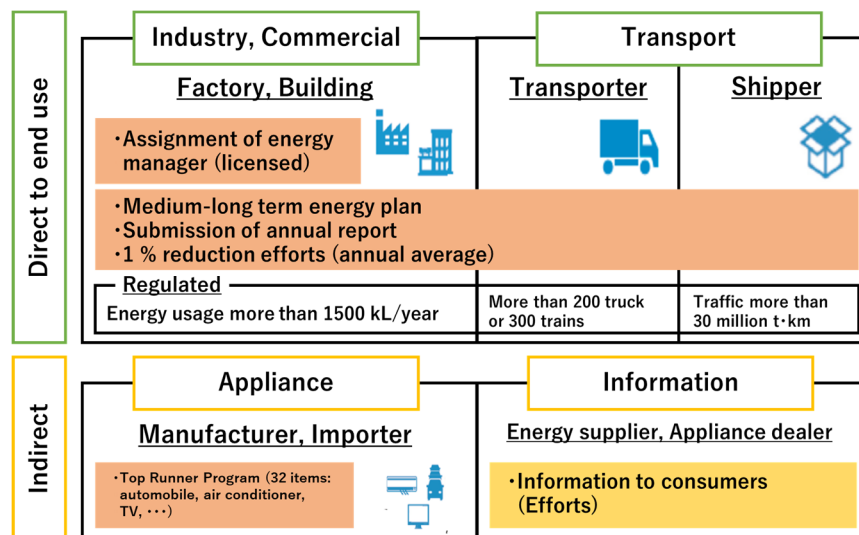 Direct to end use
Industry, Commercial
Transport
Factory, Building
Transporter
Shipper
・Assignment of energy
manager (licensed)
・Medium-long term energy plan
・Submission of annual report
・1 % reduction efforts (annual average)
Regulated
Energy usage more than 1500 kL/year
More than 200 truck
or 300 trains
Traffic more than
30 million t・km
Indirect
Appliance
Information
Manufacturer, Importer
Energy supplier, Appliance dealer
・Top Runner Program (32 items:
automobile, air conditioner,
TV, ・・・)
・Information to consumers
(Efforts)